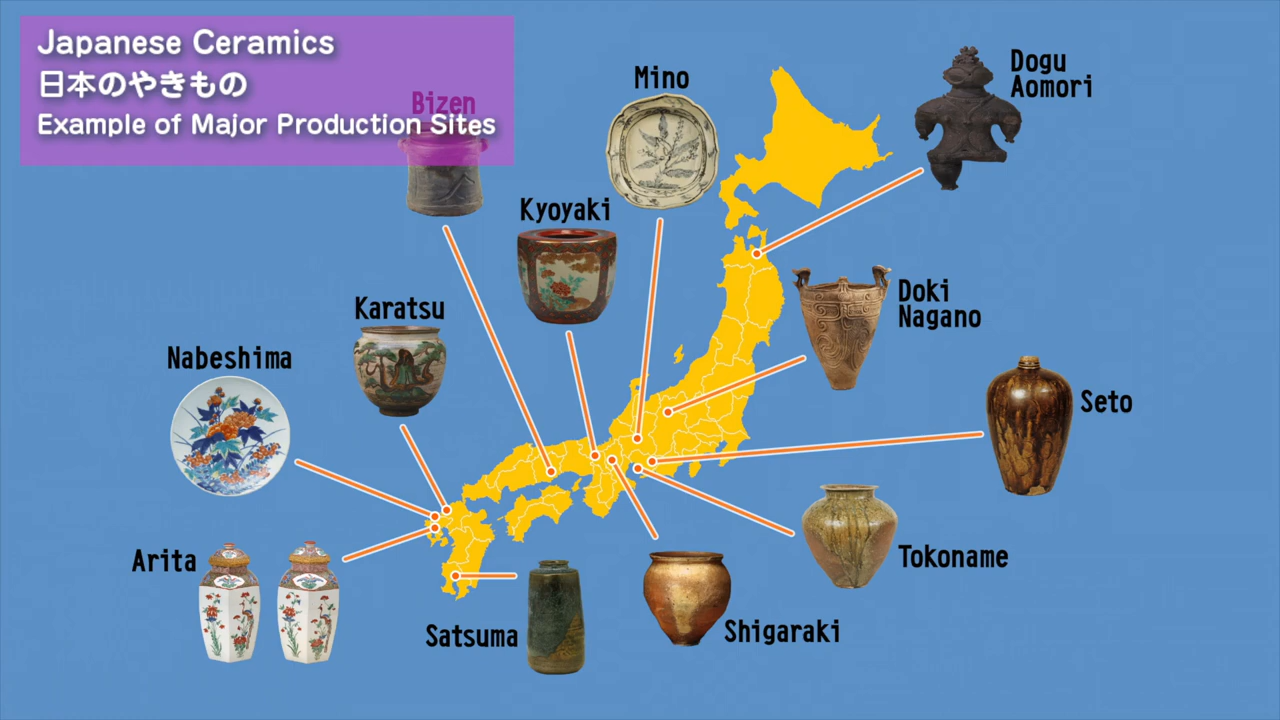 Japanese Ceramics
日本のやきもの
Example of Major Production Sites
Bizen
Mino
Dogu
Aomori
Kyoyaki
Karatsu
Doki
Nagano
Nabeshima
Seto
Arita
Tokoname
Satsuma
Shigaraki